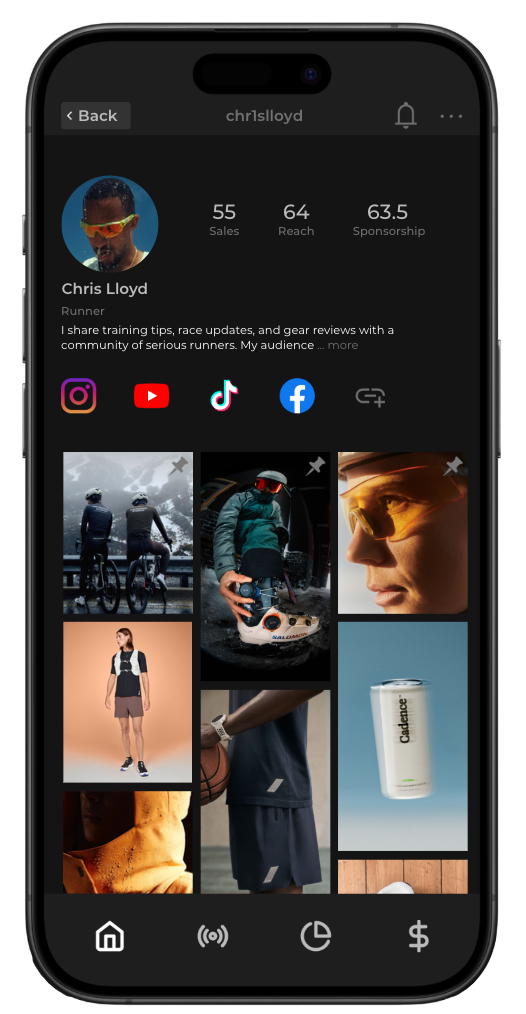 Back
chr1slloyd
55
64
63.5
Sales
Reach
Sponsorship
Chris Lloyd
Runner
I share training tips, race updates, and gear reviews with a
community of serious runners. My audience ... more
SALOMON
Cadence